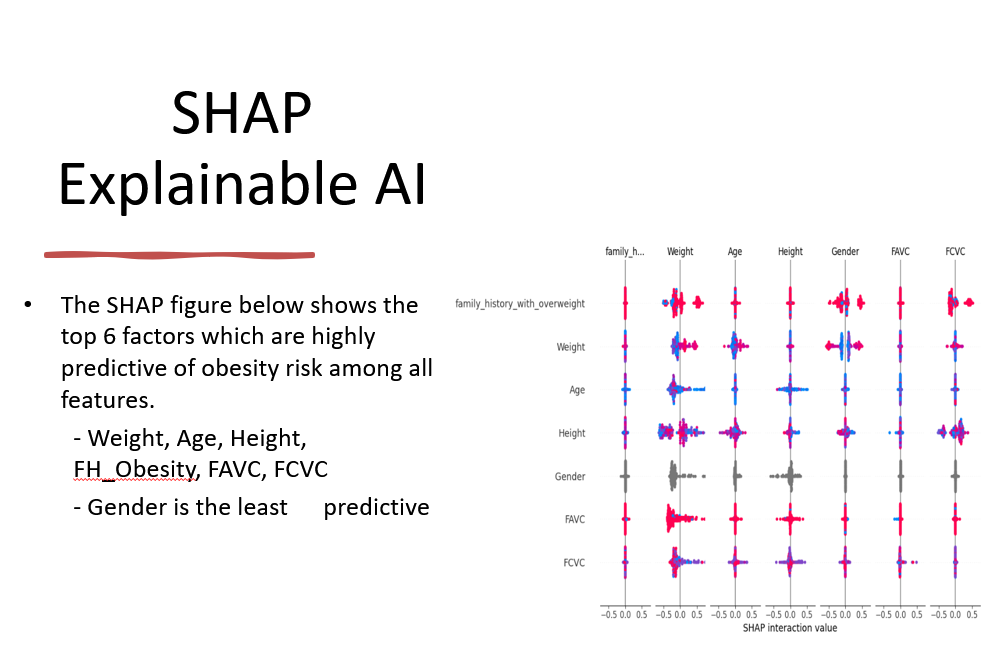 SHAP
Explainable AI
• The SHAP figure below shows the
top 6 factors which are highly
predictive of obesity risk among all
features.
- Weight, Age, Height,
FH_Obesity, FAVC, FCVC
- Gender is the least predictive
family_h... Weight Age Height Gender FAVC FCVC
family_history_with_overweight
Weight
Age
Height
Gender
FAVC
FCVC
−0.5 0.0 0.5 −0.5 0.0 0.5 −0.5 0.0 0.5 −0.5 0.0 0.5 −0.5 0.0 0.5 −0.5 0.0 0.5 −0.5 0.0 0.5
SHAP interaction value